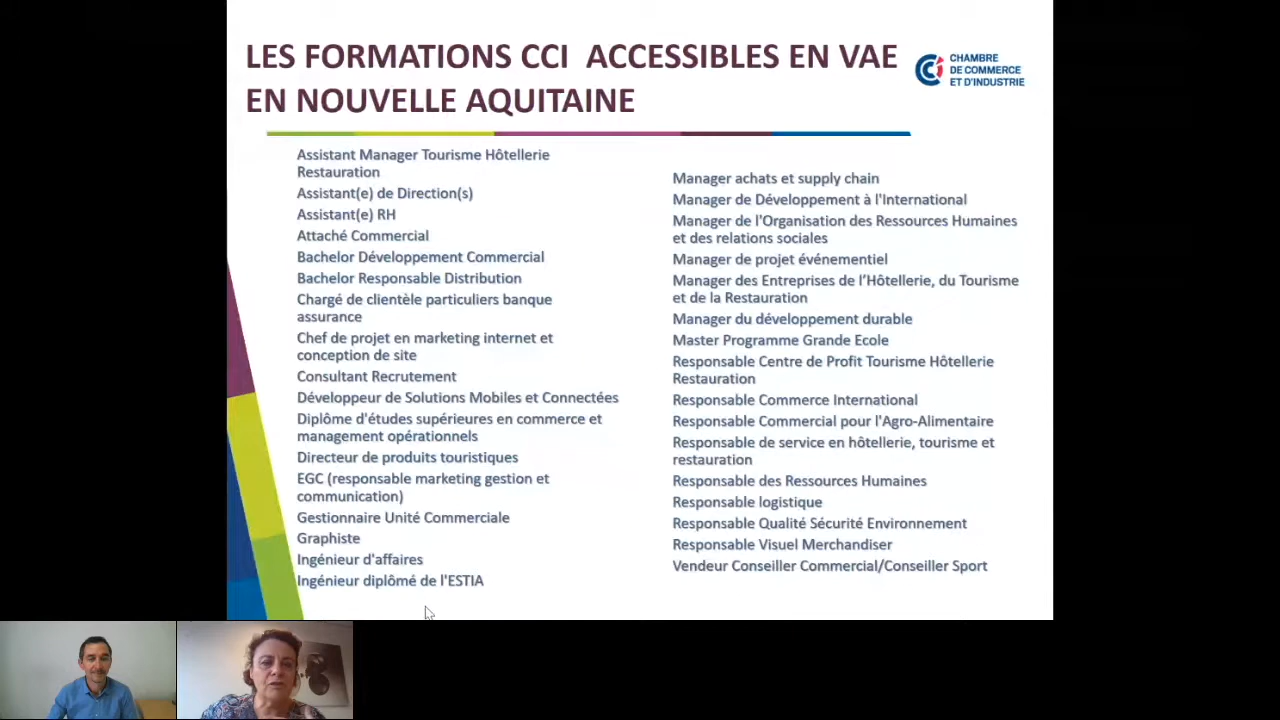 LES FORMATIONS CCI ACCESSIBLES EN VAE
EN NOUVELLE AQUITAINE
CHAMBRE
DE COMMERCE
ET D'INDUSTRIE
Assistant Manager Tourisme Hôtellerie
Restauration
Assistant(e) de Direction(s)
Assistant(e) RH
Attaché Commercial
Bachelor Développement Commercial
Bachelor Responsable Distribution
Chargé de clientèle particuliers banque
assurance
Chef de projet en marketing internet et
conception de site
Consultant Recrutement
Développeur de Solutions Mobiles et Connectées
Diplôme d'études supérieures en commerce et
management opérationnels
Directeur de produits touristiques
EGC (responsable marketing gestion et
communication)
Gestionnaire Unité Commerciale
Graphiste
Ingénieur d'affaires
Ingénieur diplômé de l'ESTIA
Manager achats et supply chain
Manager de Développement à l'International
Manager de l'Organisation des Ressources Humaines
et des relations sociales
Manager de projet événementiel
Manager des Entreprises de l’Hôtellerie, du Tourisme
et de la Restauration
Manager du développement durable
Master Programme Grande Ecole
Responsable Centre de Profit Tourisme Hôtellerie
Restauration
Responsable Commerce International
Responsable Commercial pour l'Agro-Alimentaire
Responsable de service en hôtellerie, tourisme et
restauration
Responsable des Ressources Humaines
Responsable logistique
Responsable Qualité Sécurité Environnement
Responsable Visuel Merchandiser
Vendeur Conseiller Commercial/Conseiller Sport